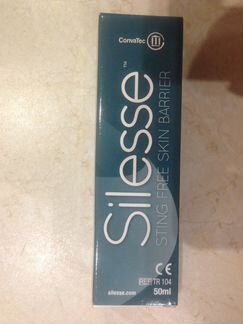 ConvaTec
Silesse™
STING FREE SKIN BARRIER
CE
REF TR 104
silesse.com
50ml